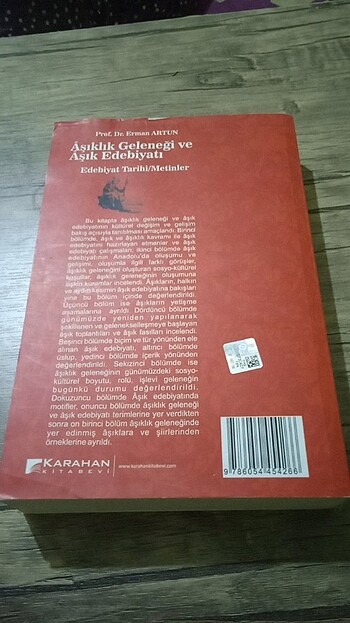 Prof. Dr. Erman ARTUN
Âşıklık Geleneği ve
Âşık Edebiyatı
Edebiyat Tarihi/Metinler
Bu kitapta âşıklık geleneği ve âşık
edebiyatının kültürel değişim ve gelişim
bakış açısıyla tanıtılması amaçlandı. Birinci
bölümde, âşık ve âşıklık kavramı ile âşık
edebiyatını hazırlayan etmenler ve âşık
edebiyatı çalışmaları; ikinci bölümde âşık
edebiyatının Anadolu'da oluşumu ve
gelişimi, oluşumla ilgili farklı görüşler,
âşıklık geleneğini oluşturan sosyo-kültürel
koşullar, âşıklık geleneğinin oluşumuna
ilişkin kuramlar incelendi. Âşıkların, halkın
ve aydın kesimin âşık edebiyatına bakışları
yine bu bölüm içinde değerlendirildi.
Üçüncü bölüm ise âşıkların yetişme
aşamalarına ayrıldı. Dördüncü bölümde
günümüzde yeniden yapılanarak
şekillenen ve gelenekselleşmeye başlayan
âşık toplantıları ve âşık fasılları incelendi.
Beşinci bölümde biçim ve tür yönünden ele
alınan âşık edebiyatı, altıncı bölümde
üslup, yedinci bölümde içerik yönünden
değerlendirildi. Sekizinci bölümde ise
âşıklık geleneğinin günümüzdeki sosyo-
kültürel boyutu, rolü, işlevi geleneğin
bugünkü durumu değerlendirildi.
Dokuzuncu bölümde Âşık edebiyatında
motifler, onuncu bölümde âşıklık geleneği
ve âşık edebiyatı terimlerine yer verdikten
sonra on birinci bölüm âşıklık geleneğinde
yer edinmiş âşıklara ve şiirlerinden
örneklerine ayrıldı.
KARAHAN
KİTABEVİ
www.karahankitabevi.com
9 786054 454266